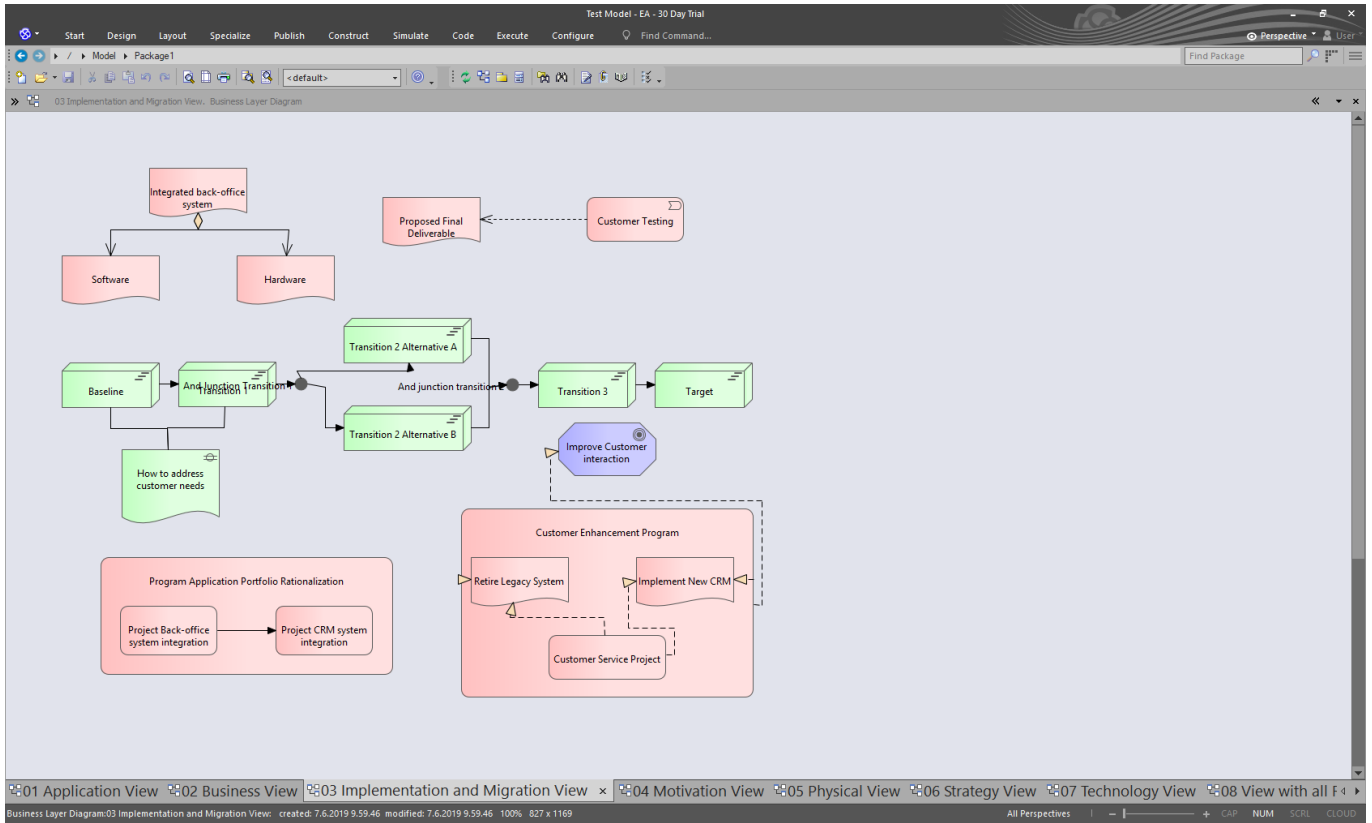 Test Model - EA - 30 Day Trial
Start Design Layout Specialize Publish Construct Simulate Code Execute Configure Find Command...
Perspective User
/ Model Package1
Find Package
<default>
03 Implementation and Migration View. Business Layer Diagram
Integrated back-office
system
Proposed Final
Deliverable
Customer Testing
Software
Hardware
Transition 2 Alternative A
Baseline
And Junction Transition 1
Transition 1
And junction transition 2
Transition 3
Target
Transition 2 Alternative B
Improve Customer
interaction
How to address
customer needs
Customer Enhancement Program
Program Application Portfolio Rationalization
Retire Legacy System
Implement New CRM
Project Back-office
system integration
Project CRM system
integration
Customer Service Project
01 Application View 02 Business View 03 Implementation and Migration View × 04 Motivation View 05 Physical View 06 Strategy View 07 Technology View 08 View with all
Business Layer Diagram:03 Implementation and Migration View: created: 7.6.2019 9.59.46 modified: 7.6.2019 9.59.46 100% 827 x 1169
All Perspectives CAP NUM SCRL CLOUD